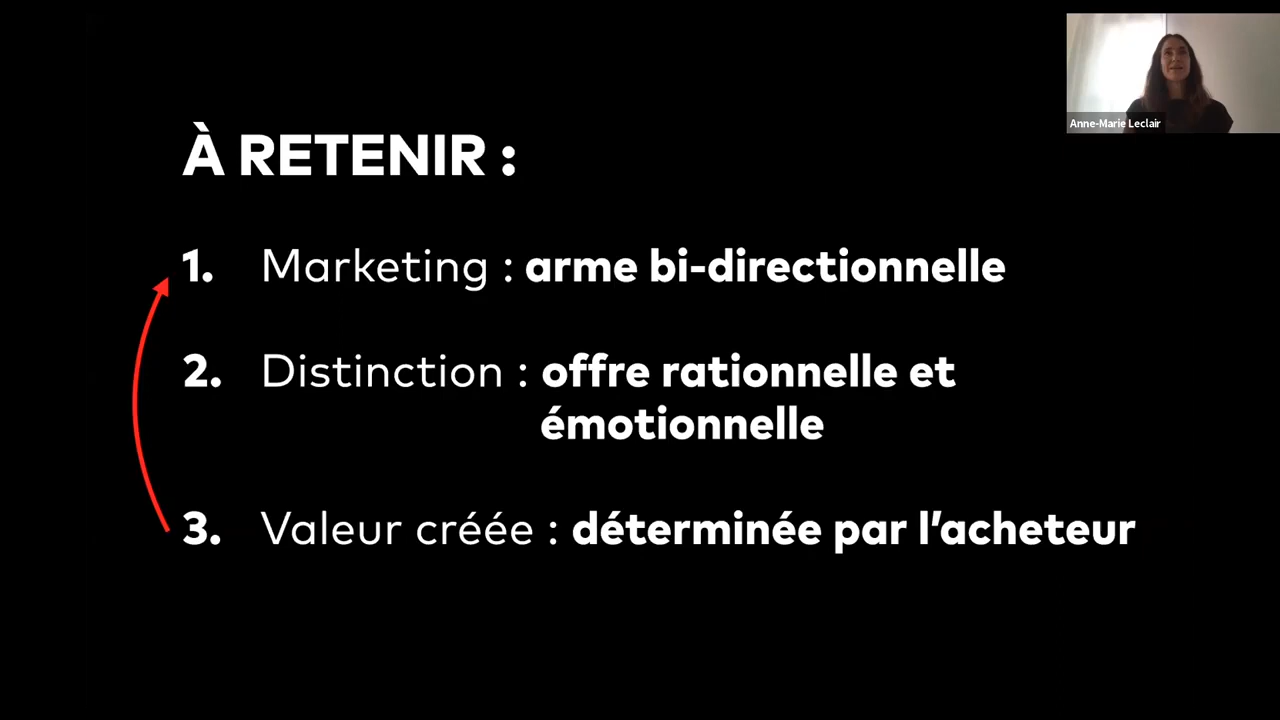 À RETENIR :
1. Marketing : arme bi-directionnelle
2. Distinction : offre rationnelle et
émotionnelle
3. Valeur créée : déterminée par l’acheteur
Anne-Marie Leclair